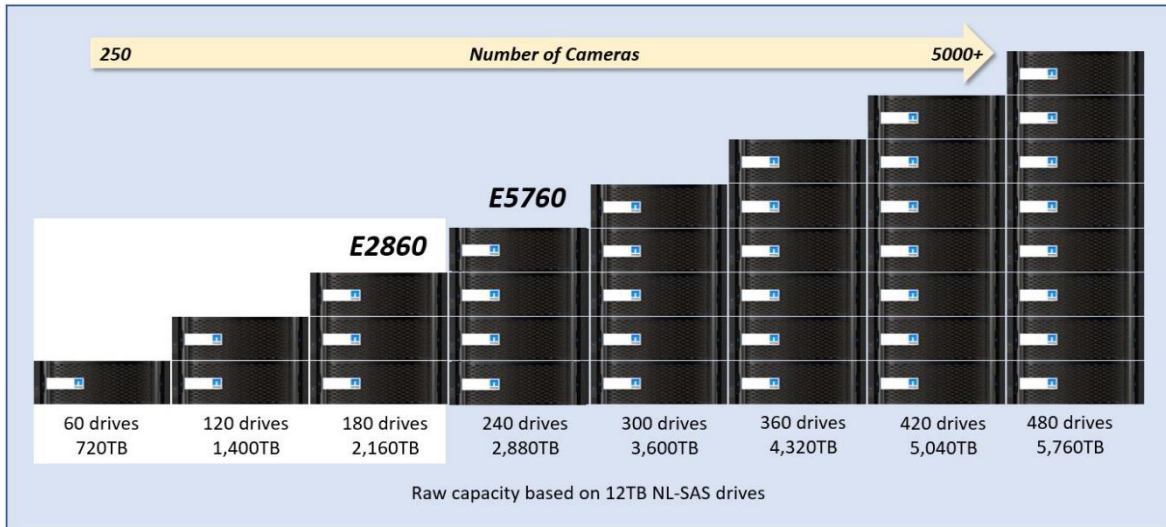 250 Number of Cameras 5000+
E5760
E2860
60 drives 120 drives 180 drives 240 drives 300 drives 360 drives 420 drives 480 drives
720TB 1,400TB 2,160TB 2,880TB 3,600TB 4,320TB 5,040TB 5,760TB
Raw capacity based on 12TB NL-SAS drives